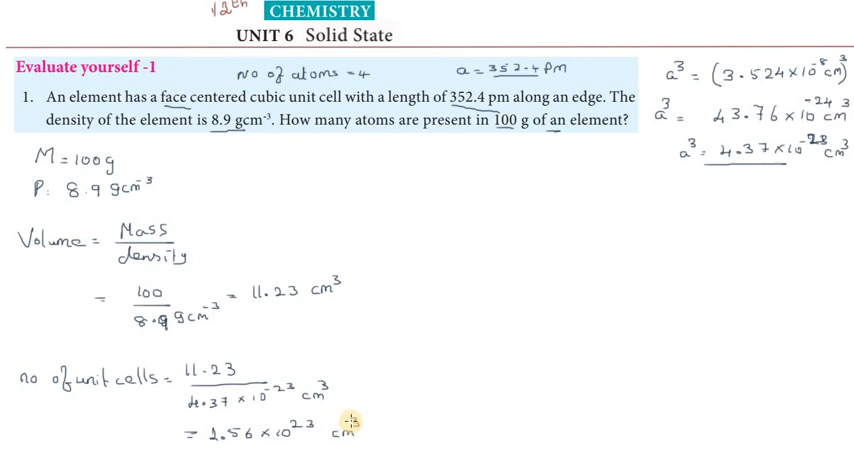 12th
CHEMISTRY
UNIT 6 Solid State
Evaluate yourself -1
No of atoms = 4
a = 352.4 pm
1. An element has a face centered cubic unit cell with a length of 352.4 pm along an edge. The
density of the element is 8.9 gcm⁻³. How many atoms are present in 100 g of an element?
a³ = (3.524 × 10⁻⁸ cm)³
a³ = 43.76 × 10⁻²⁴ cm³
a³ = 4.37 × 10⁻²³ cm³
M = 100 g
P: 8.9 g cm⁻³
Volume = Mass / density
= 100 / 8.9 g cm⁻³ = 11.23 cm³
no of unit cells = 11.23 / 4.37 × 10⁻²³ cm³
= 2.56 × 10²³ cm⁻³